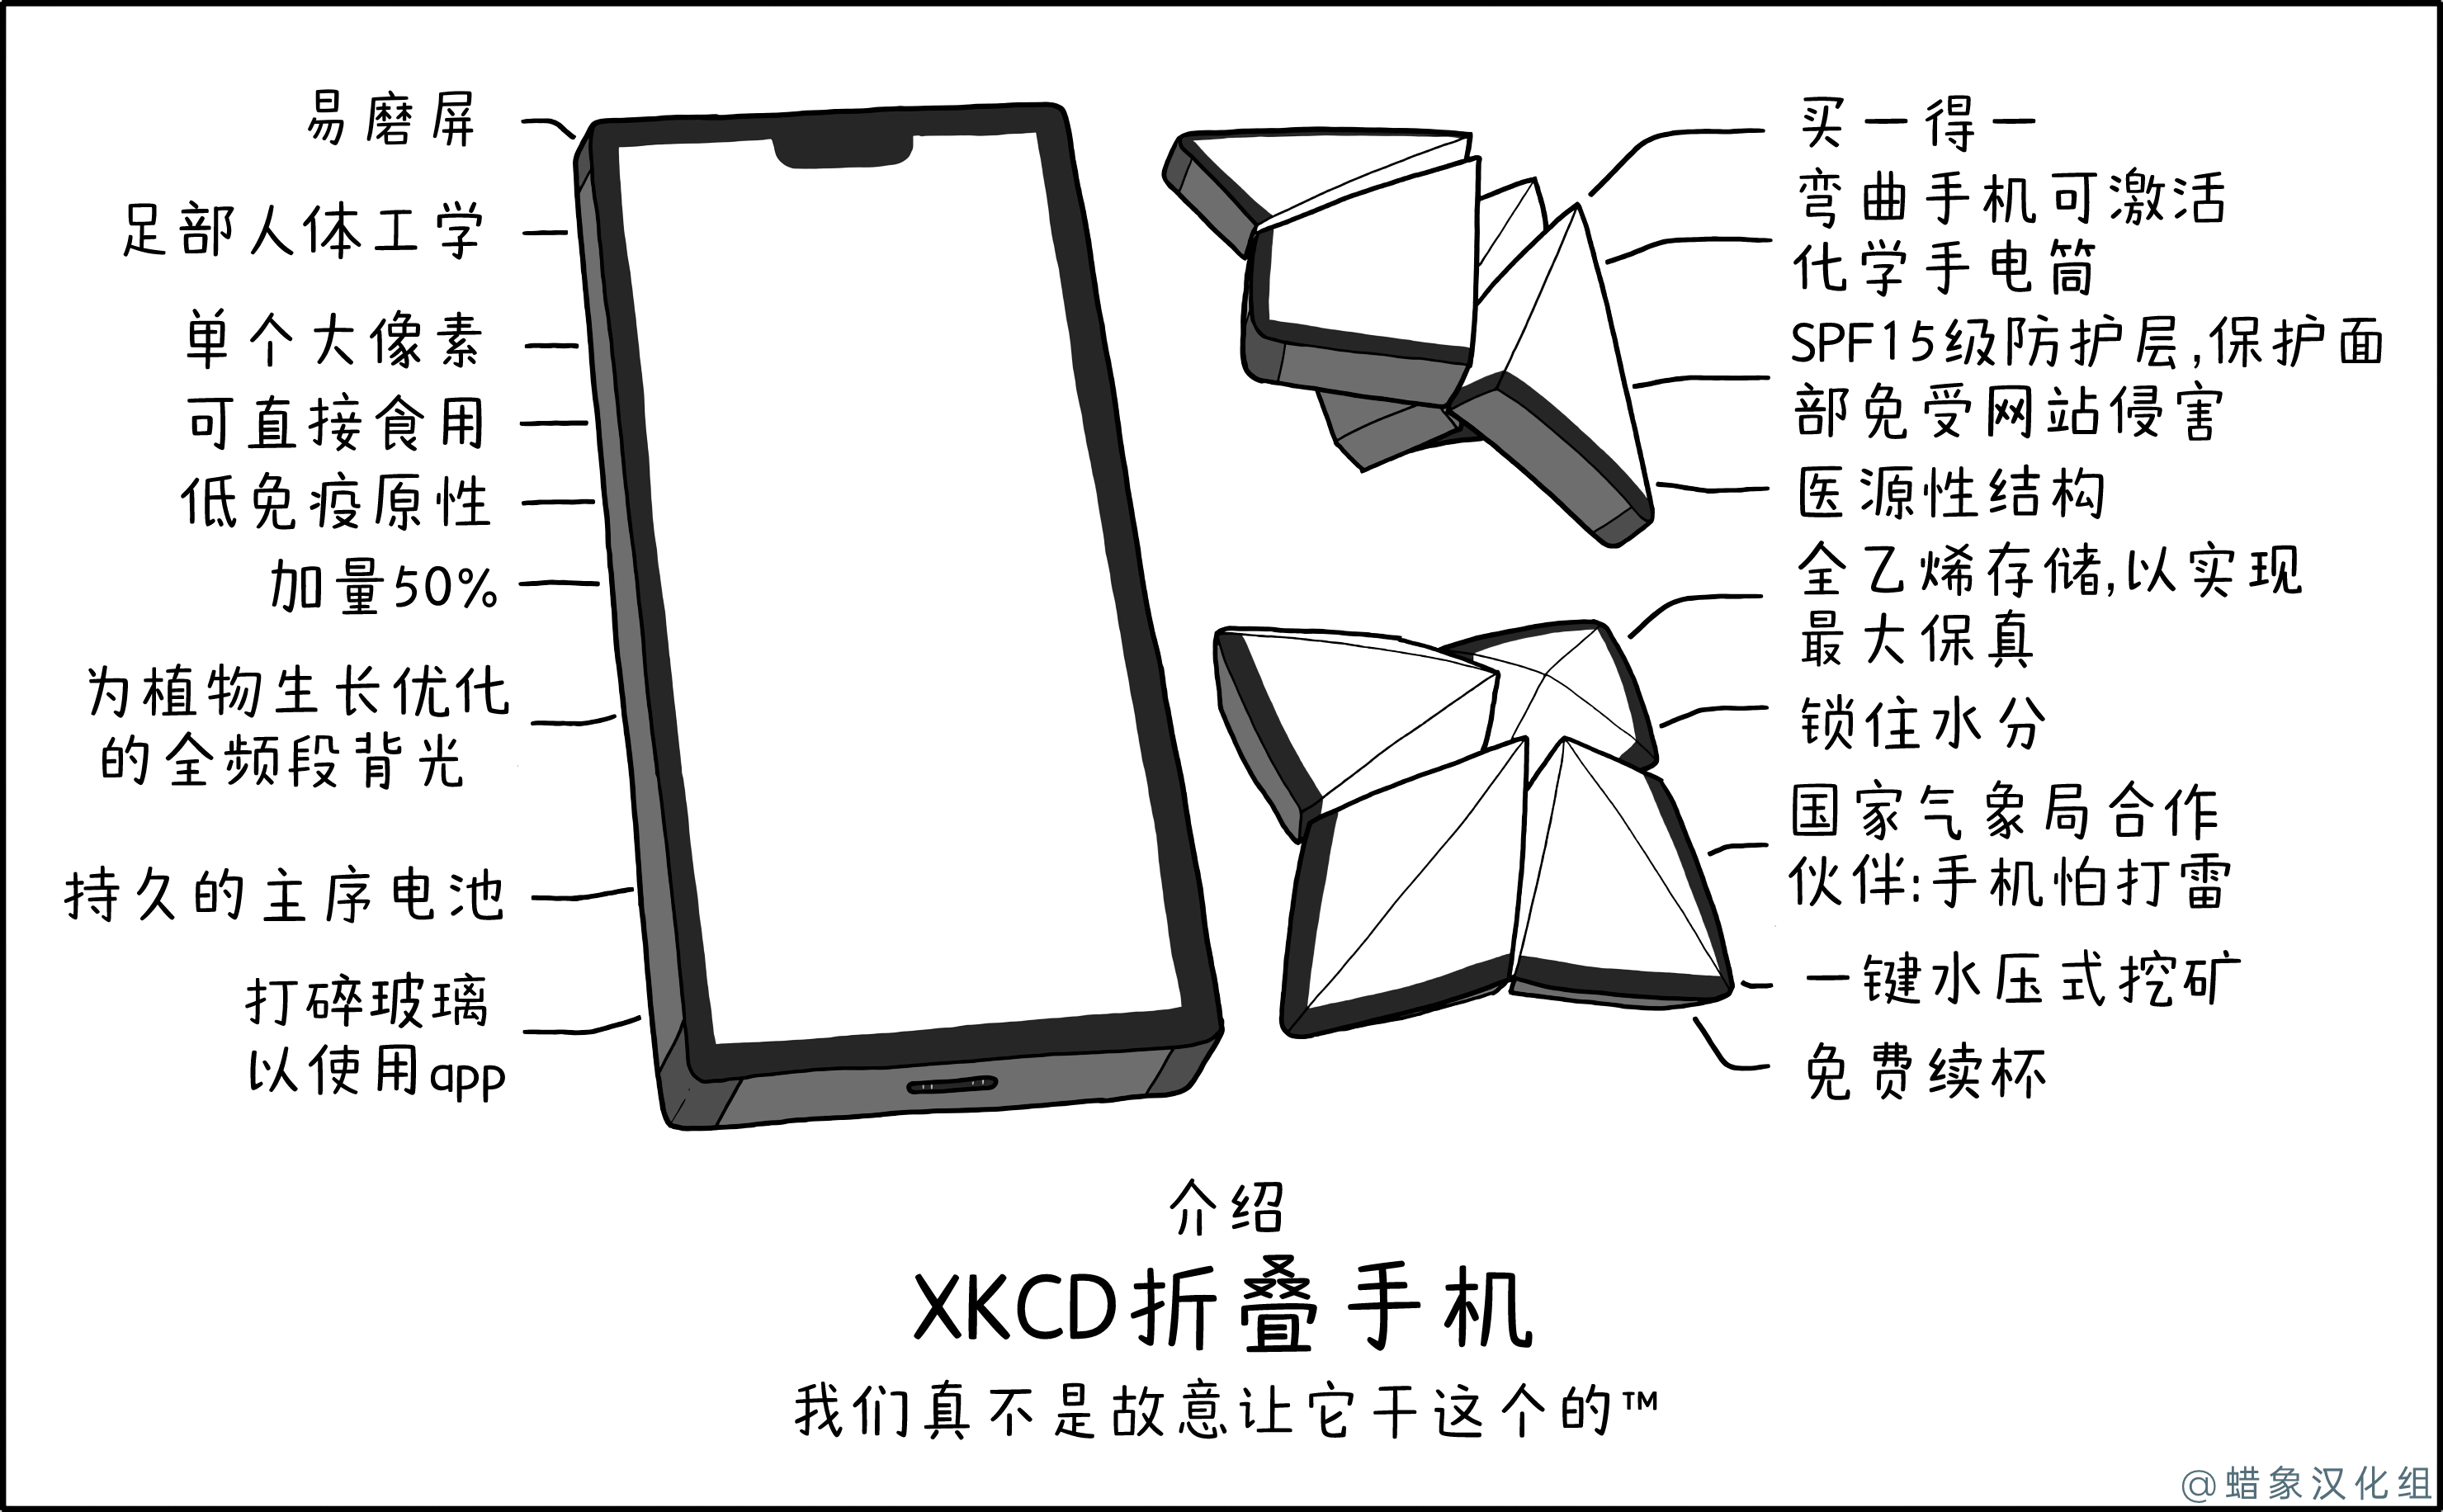 易磨屏
足部人体工学
单个大像素
可直接食用
低免疫原性
加量50%
为植物生长优化
的全频段背光
持久的主序电池
打碎玻璃
以使用app
买一得一
弯曲手机可激活
化学手电筒
SPF15级防护层,保护面
部免受网站侵害
医源性结构
全乙烯存储,以实现
最大保真
锁住水分
国家气象局合作
伙伴:手机怕打雷
一键水压式挖矿
免费续杯
介绍
XKCD折叠手机
我们真不是故意让它干这个的™
@蜡象汉化组